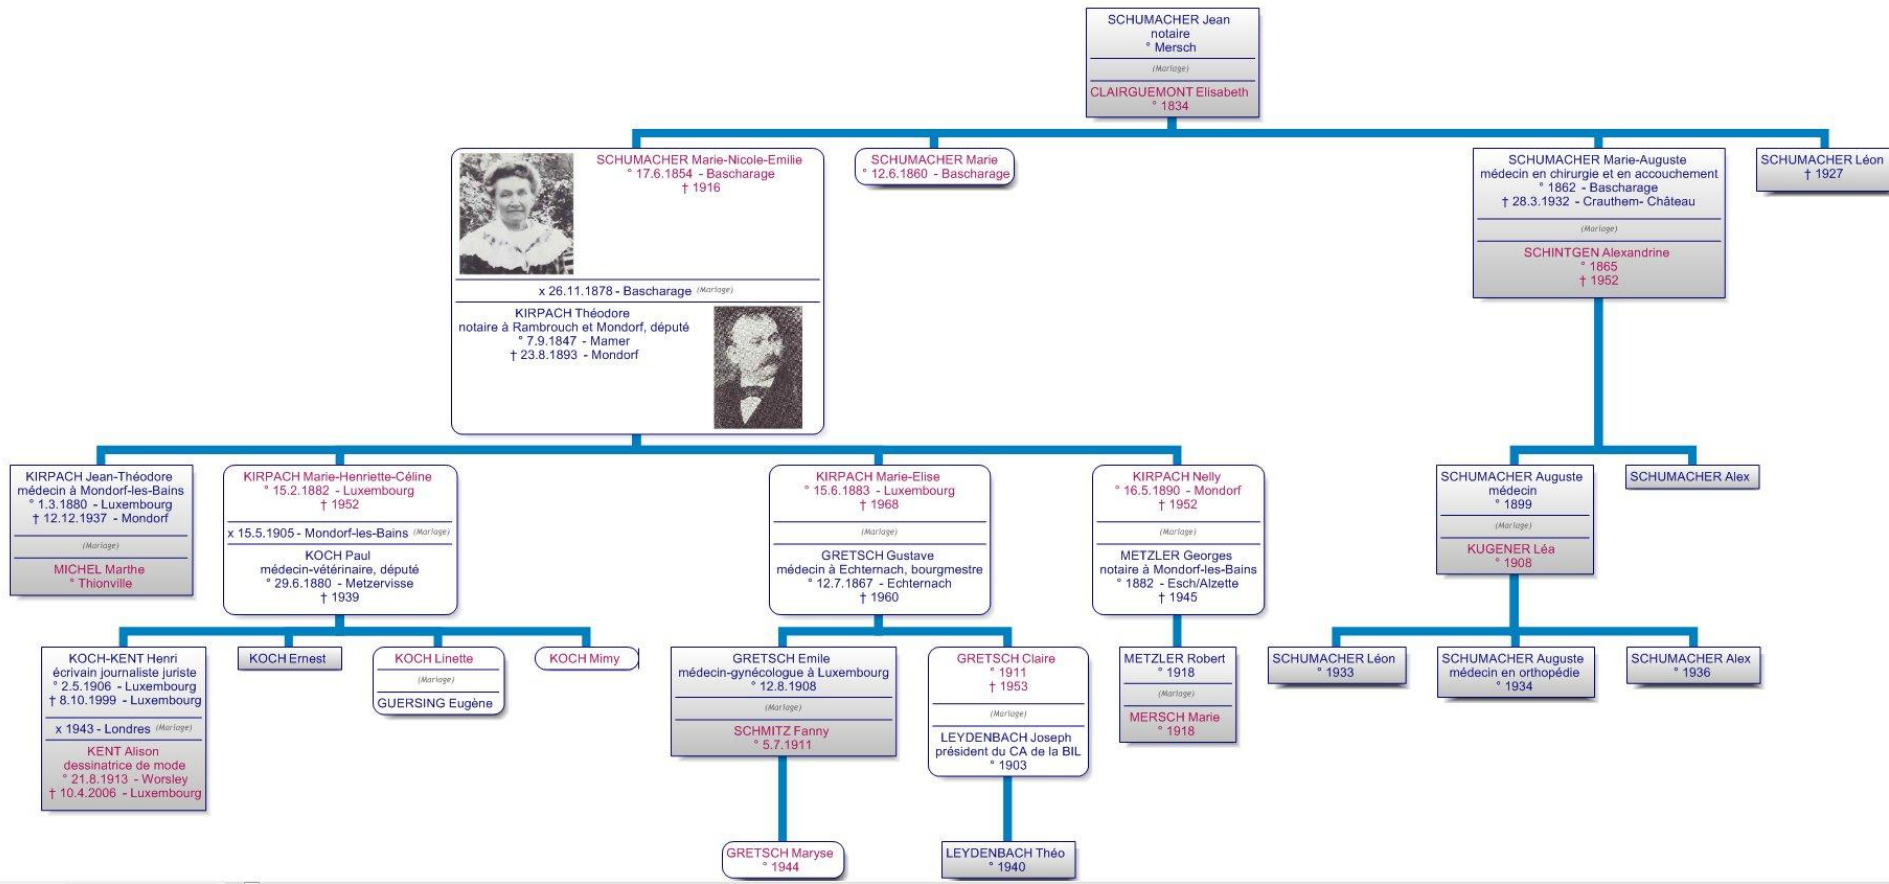 SCHUMACHER Jean
notaire
° Mersch
(Mariage)
CLAIRGUEMONT Elisabeth
° 1834
SCHUMACHER Marie-Nicole-Emilie
° 17.6.1854 - Bascharage
† 1916
x 26.11.1878 - Bascharage (Mariage)
KIRPACH Théodore
notaire à Rambrouch et Mondorf, député
° 7.9.1847 - Mamer
† 23.8.1893 - Mondorf
SCHUMACHER Marie
° 12.6.1860 - Bascharage
SCHUMACHER Marie-Auguste
médecin en chirurgie et en accouchement
° 1862 - Bascharage
† 28.3.1932 - Crauthem- Château
(Mariage)
SCHINTGEN Alexandrine
° 1865
† 1952
SCHUMACHER Léon
† 1927
KIRPACH Jean-Théodore
médecin à Mondorf-les-Bains
° 1.3.1880 - Luxembourg
† 12.12.1937 - Mondorf
(Mariage)
MICHEL Marthe
° Thionville
KIRPACH Marie-Henriette-Céline
° 15.2.1882 - Luxembourg
† 1952
x 15.5.1905 - Mondorf-les-Bains (Mariage)
KOCH Paul
médecin-vétérinaire, député
° 29.6.1880 - Metzervisse
† 1939
KIRPACH Marie-Elise
° 15.6.1883 - Luxembourg
† 1968
(Mariage)
GRETSCH Gustave
médecin à Echternach, bourgmestre
° 12.7.1867 - Echternach
† 1960
KIRPACH Nelly
° 16.5.1890 - Mondorf
† 1952
(Mariage)
METZLER Georges
notaire à Mondorf-les-Bains
° 1882 - Esch/Alzette
† 1945
SCHUMACHER Auguste
médecin
° 1899
(Mariage)
KUGENER Léa
° 1908
SCHUMACHER Alex
KOCH-KENT Henri
écrivain journaliste juriste
° 2.5.1906 - Luxembourg
† 8.10.1999 - Luxembourg
x 1943 - Londres (Mariage)
KENT Alison
dessinatrice de mode
° 21.8.1913 - Worsley
† 10.4.2006 - Luxembourg
KOCH Ernest
KOCH Linette
(Mariage)
GUERSING Eugène
KOCH Mimy
GRETSCH Emile
médecin-gynécologue à Luxembourg
° 12.8.1908
(Mariage)
SCHMITZ Fanny
° 5.7.1911
GRETSCH Claire
° 1911
† 1953
(Mariage)
LEYDENBACH Joseph
président du CA de la BIL
° 1903
METZLER Robert
° 1918
(Mariage)
MERSCH Marie
° 1918
SCHUMACHER Léon
° 1933
SCHUMACHER Auguste
médecin en orthopédie
° 1934
SCHUMACHER Alex
° 1936
GRETSCH Maryse
° 1944
LEYDENBACH Théo
° 1940